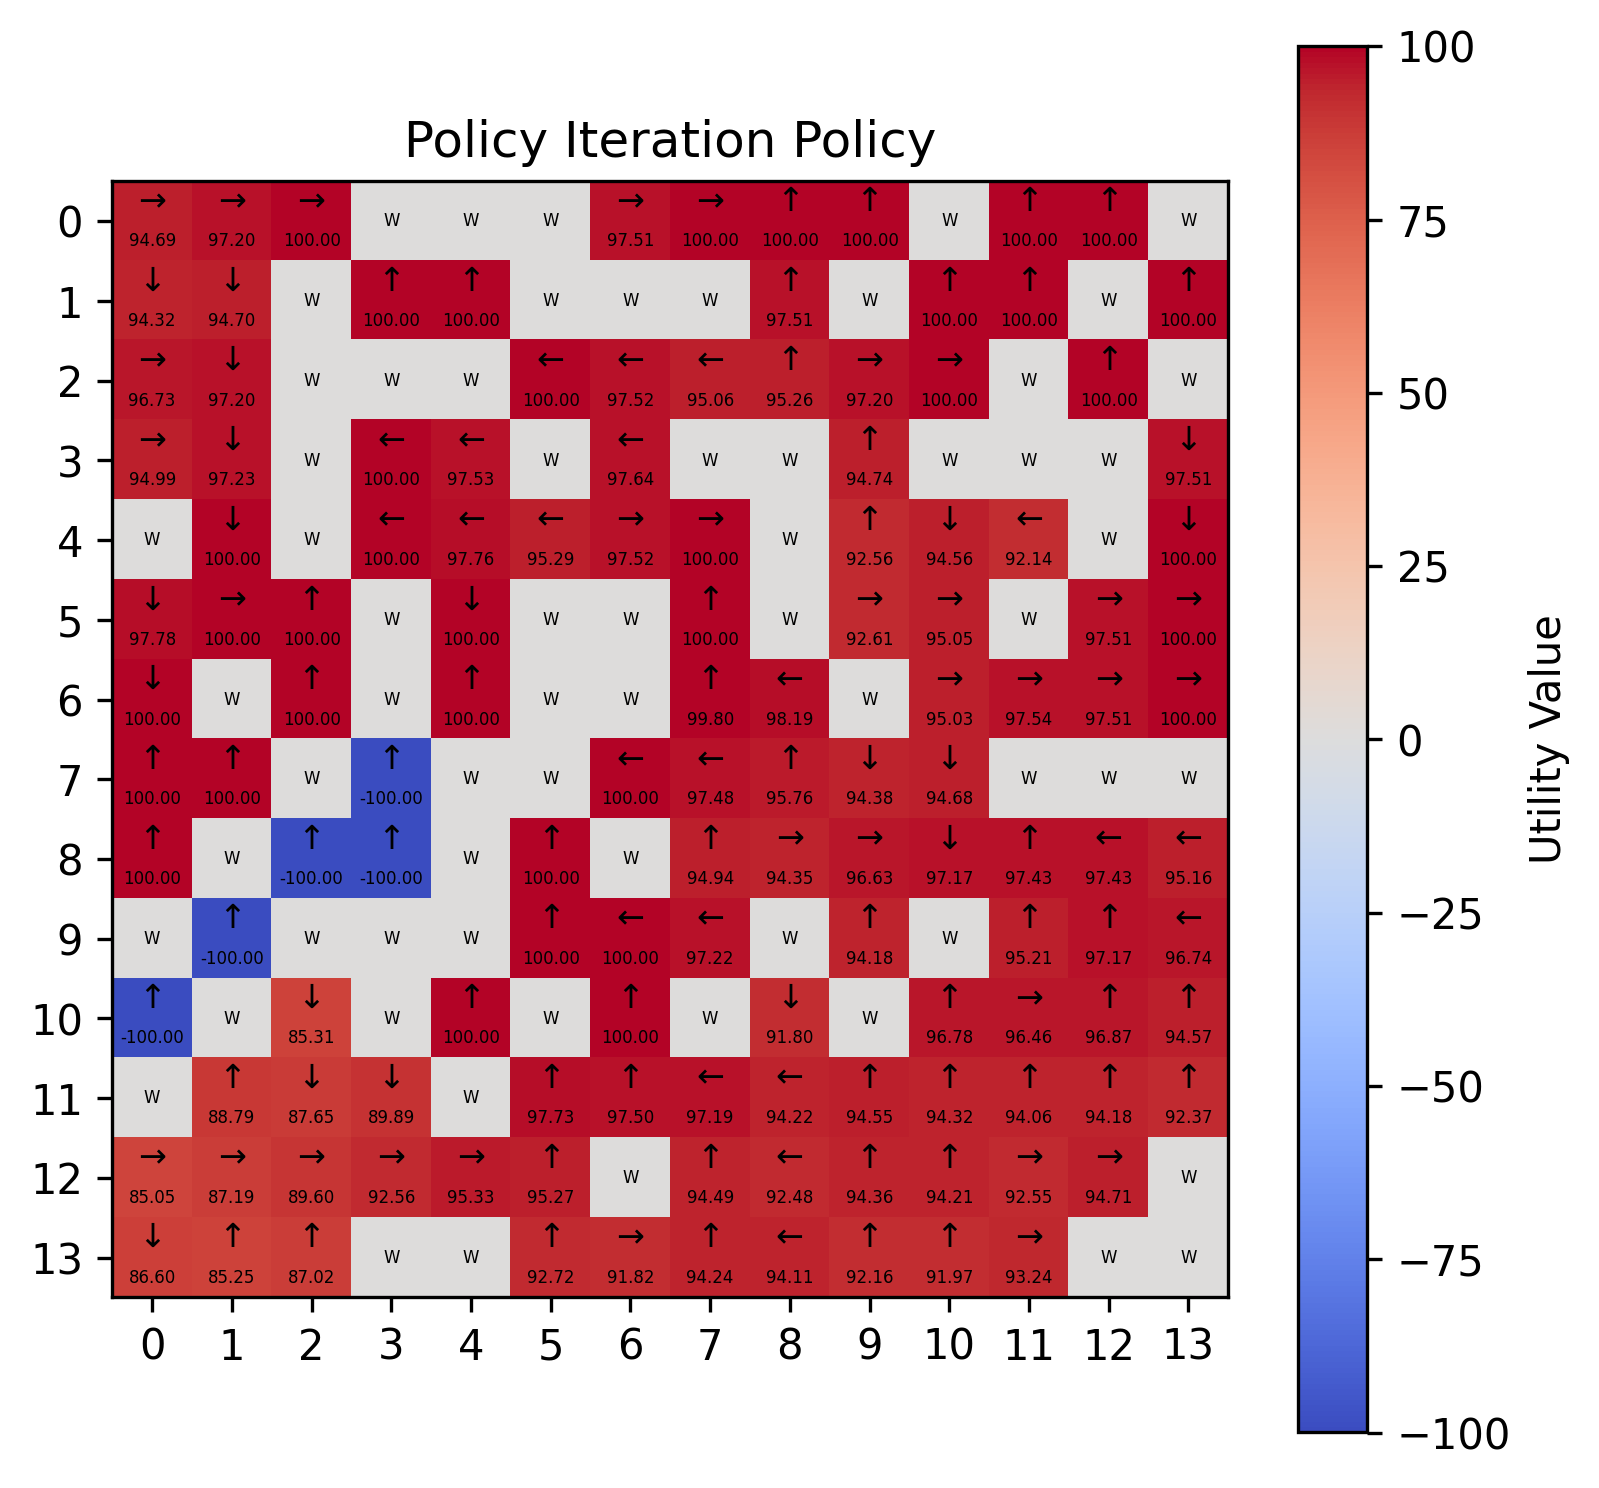 Policy Iteration Policy
0 → → → W W W → → ↑ ↑ W ↑ ↑ W
94.69 97.20 100.00 97.51 100.00 100.00 100.00 100.00 100.00
1 ↓ ↓ W ↑ ↑ W W W ↑ W ↑ ↑ W ↑
94.32 94.70 100.00 100.00 97.51 100.00 100.00 100.00
2 → ↓ W W W ← ← ← ↑ → → W ↑ W
96.73 97.20 100.00 97.52 95.06 95.26 97.20 100.00 100.00
3 → ↓ W ← ← W ← W W ↑ W W W ↓
94.99 97.23 100.00 97.53 97.64 94.74 97.51
4 W ↓ W ← ← ← → → W ↑ ↓ ← W ↓
100.00 100.00 97.76 95.29 97.52 100.00 92.56 94.56 92.14 100.00
5 ↓ → ↑ W ↓ W W ↑ W → → W → →
97.78 100.00 100.00 100.00 100.00 92.61 95.05 97.51 100.00
6 ↓ W ↑ W ↑ W W ↑ ← W → → → →
100.00 100.00 100.00 99.80 98.19 95.03 97.54 97.51 100.00
7 ↑ ↑ W ↑ W W ← ← ↑ ↓ ↓ W W W
100.00 100.00 -100.00 100.00 97.48 95.76 94.38 94.68
8 ↑ W ↑ ↑ W ↑ W ↑ → → ↓ ↑ ← ←
100.00 -100.00 -100.00 100.00 94.94 94.35 96.63 97.17 97.43 97.43 95.16
9 W ↑ W W W ↑ ← ← W ↑ W ↑ ↑ ←
-100.00 100.00 100.00 97.22 94.18 95.21 97.17 96.74
10 ↑ W ↓ W ↑ W ↑ W ↓ W ↑ → ↑ ↑
-100.00 85.31 100.00 100.00 91.80 96.78 96.46 96.87 94.57
11 W ↑ ↓ ↓ W ↑ ↑ ← ← ↑ ↑ ↑ ↑ ↑
88.79 87.65 89.89 97.73 97.50 97.19 94.22 94.55 94.32 94.06 94.18 92.37
12 → → → → → ↑ W ↑ ← ↑ ↑ → → W
85.05 87.19 89.60 92.56 95.33 95.27 94.49 92.48 94.36 94.21 92.55 94.71
13 ↓ ↑ ↑ W W ↑ → ↑ ← ↑ ↑ → W W
86.60 85.25 87.02 92.72 91.82 94.24 94.11 92.16 91.97 93.24
0 1 2 3 4 5 6 7 8 9 10 11 12 13
100
75
50
25
0
−25
−50
−75
−100
Utility Value